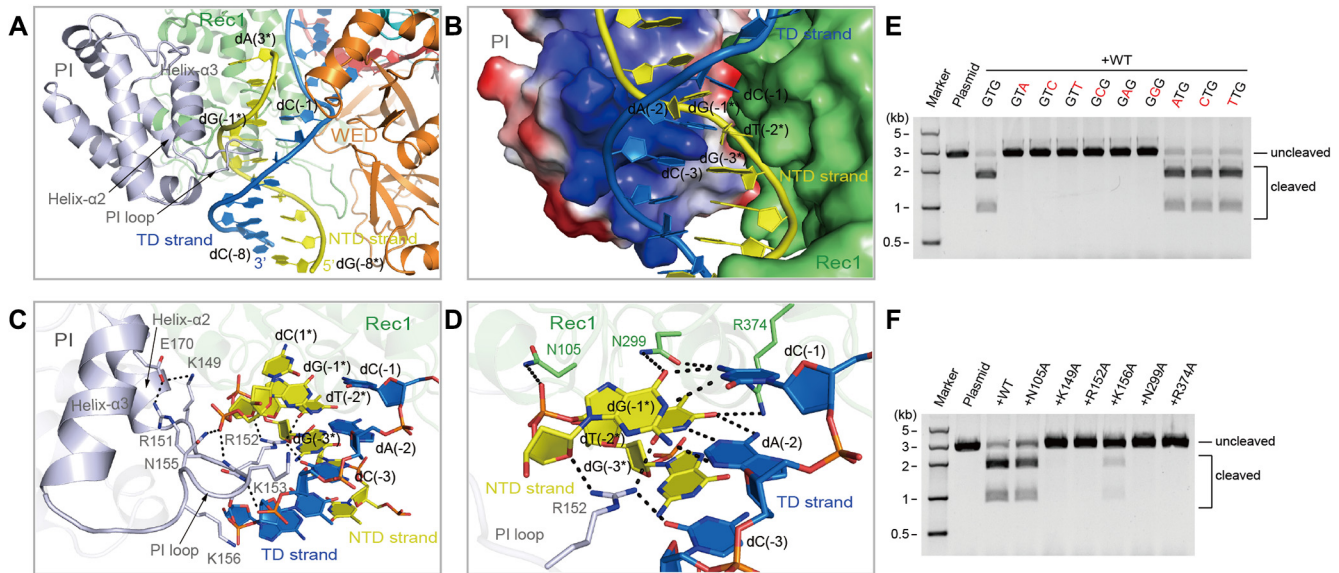 A
Rec1
dA(3*)
PI
Helix-α3
dC(-1)
dG(-1*)
WED
Helix-α2
PI loop
TD strand
NTD strand
dC(-8)
3'
5'
dG(-8*)
B
PI
TD strand
dC(-1)
dA(-2)
dG(-1*)
dT(-2*)
dG(-3*)
dC(-3)
NTD strand
Rec1
E
+WT
Marker
Plasmid
GTG
GTA
GTC
GTT
GCG
GAG
GGG
ATG
CTG
TTG
(kb)
5
3
2
1
0.5
uncleaved
cleaved
C
PI
Helix-α2
E170
K149
Rec1
dC(1*)
dG(-1*)
dC(-1)
dT(-2*)
Helix-α3
R151
R152
dG(-3*)
dA(-2)
N155
K153
dC(-3)
PI loop
K156
TD strand
NTD strand
D
Rec1
N105
N299
R374
dC(-1)
dG(-1*)
dT(-2*)
dA(-2)
dG(-3*)
NTD strand
R152
TD strand
PI loop
dC(-3)
F
Marker
Plasmid
+WT
+N105A
+K149A
+R152A
+K156A
+N299A
+R374A
(kb)
5
3
2
1
0.5
uncleaved
cleaved